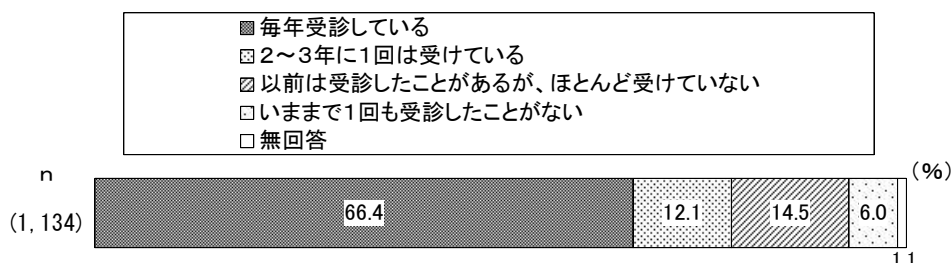 毎年受診している
2~3年に1回は受けている
以前は受診したことがあるが、ほとんど受けていない
いままで1回も受診したことがない
無回答
n
(%)
(1,134)
66.4
12.1
14.5
6.0
1.1